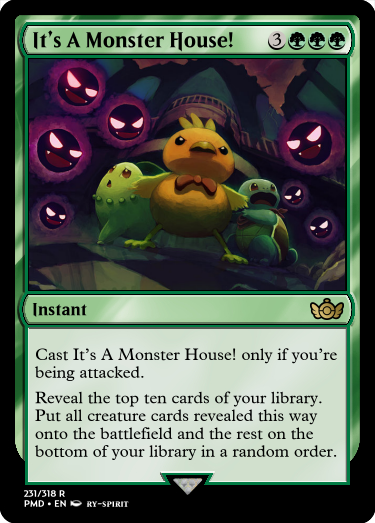 It's A Monster House! 3
Instant
Cast It's A Monster House! only if you're
being attacked.
Reveal the top ten cards of your library.
Put all creature cards revealed this way
onto the battlefield and the rest on the
bottom of your library in a random order.
231/318 R
PMD • EN RY-SPIRIT